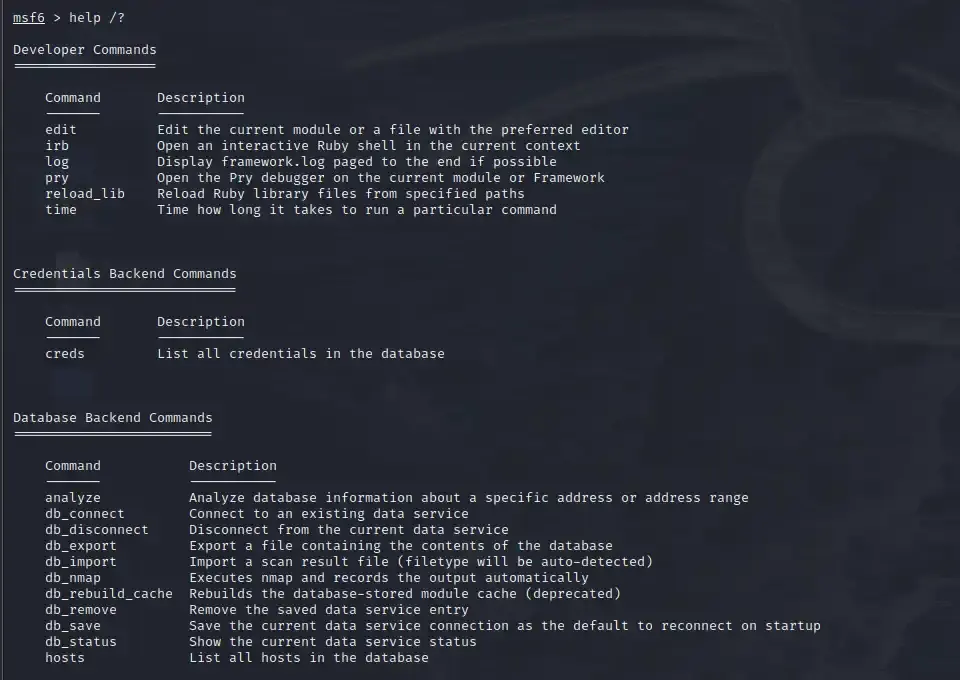 msf6 > help /?
Developer Commands
Command Description
edit Edit the current module or a file with the preferred editor
irb Open an interactive Ruby shell in the current context
log Display framework.log paged to the end if possible
pry Open the Pry debugger on the current module or Framework
reload_lib Reload Ruby library files from specified paths
time Time how long it takes to run a particular command
Credentials Backend Commands
Command Description
creds List all credentials in the database
Database Backend Commands
Command Description
analyze Analyze database information about a specific address or address range
db_connect Connect to an existing data service
db_disconnect Disconnect from the current data service
db_export Export a file containing the contents of the database
db_import Import a scan result file (filetype will be auto-detected)
db_nmap Executes nmap and records the output automatically
db_rebuild_cache Rebuilds the database-stored module cache (deprecated)
db_remove Remove the saved data service entry
db_save Save the current data service connection as the default to reconnect on startup
db_status Show the current data service status
hosts List all hosts in the database